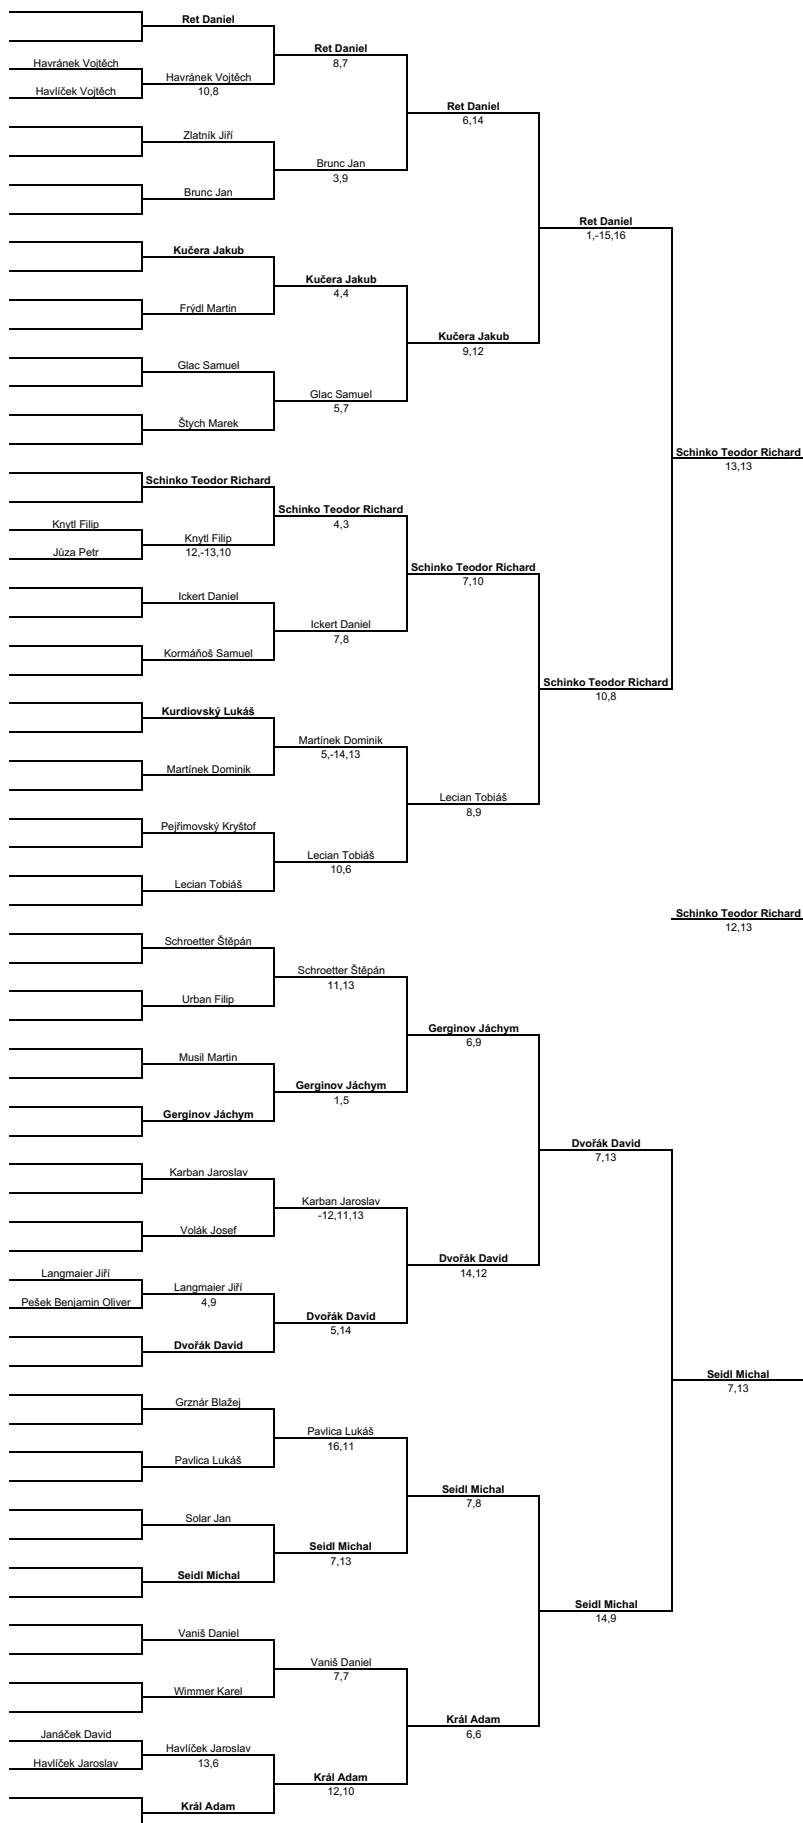 Ret Daniel
Ret Daniel
8,7
Havránek Vojtěch
Havránek Vojtěch
10,8
Havlíček Vojtěch
Ret Daniel
6,14
Zlatník Jiří
Brunc Jan
3,9
Brunc Jan
Ret Daniel
1,-15,16
Kučera Jakub
Kučera Jakub
4,4
Frýdl Martin
Kučera Jakub
9,12
Glac Samuel
Glac Samuel
5,7
Štych Marek
Schinko Teodor Richard
13,13
Schinko Teodor Richard
Schinko Teodor Richard
4,3
Knytl Filip
Knytl Filip
12,-13,10
Jůza Petr
Schinko Teodor Richard
7,10
Ickert Daniel
Ickert Daniel
7,8
Kormáňoš Samuel
Schinko Teodor Richard
10,8
Kurdiovský Lukáš
Martínek Dominik
5,-14,13
Martínek Dominik
Lecian Tobiáš
8,9
Pejřimovský Kryštof
Lecian Tobiáš
10,6
Lecian Tobiáš
Schinko Teodor Richard
12,13
Schroetter Štěpán
Schroetter Štěpán
11,13
Urban Filip
Gerginov Jáchym
6,9
Musil Martin
Gerginov Jáchym
1,5
Gerginov Jáchym
Dvořák David
7,13
Karban Jaroslav
Karban Jaroslav
-12,11,13
Volák Josef
Dvořák David
14,12
Langmaier Jiří
Langmaier Jiří
4,9
Pešek Benjamin Oliver
Dvořák David
5,14
Dvořák David
Seidl Michal
7,13
Grznár Blažej
Pavlica Lukáš
16,11
Pavlica Lukáš
Seidl Michal
7,8
Solar Jan
Seidl Michal
7,13
Seidl Michal
Seidl Michal
14,9
Vaniš Daniel
Vaniš Daniel
7,7
Wimmer Karel
Král Adam
6,6
Janáček David
Havlíček Jaroslav
13,6
Havlíček Jaroslav
Král Adam
12,10
Král Adam